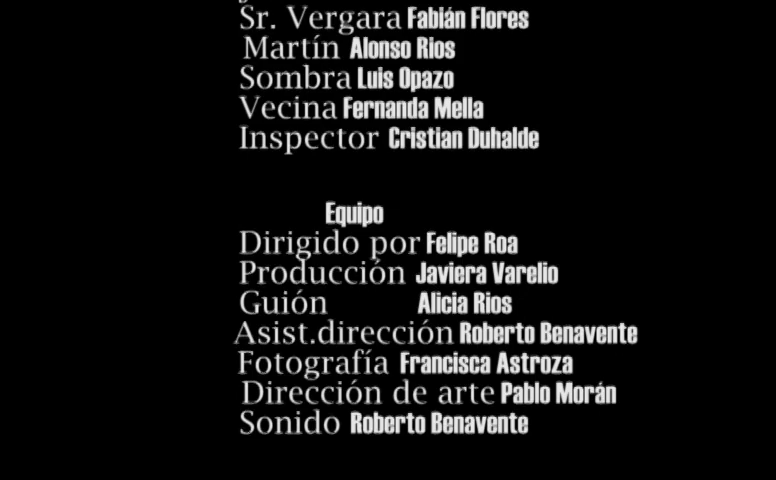 Sr. Vergara Fabián Flores
Martín Alonso Rios
Sombra Luis Opazo
Vecina Fernanda Mella
Inspector Cristian Duhalde
Equipo
Dirigido por Felipe Roa
Producción Javiera Varelio
Guión Alicia Rios
Asist.dirección Roberto Benavente
Fotografía Francisca Astroza
Dirección de arte Pablo Morán
Sonido Roberto Benavente